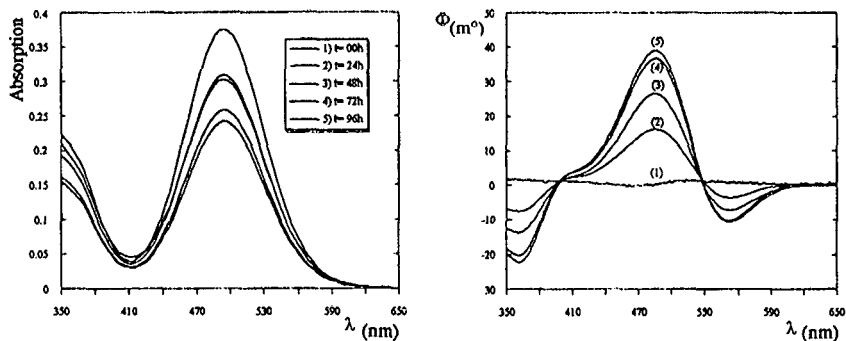 Absorption
0.4
0.35
0.3
0.25
0.2
0.15
0.1
0.05
0
1) t= 00h
2) t= 24h
3) t= 48h
4) t= 72h
5) t= 96h
350 410 470 530 590 650
λ (nm)
Φ(m°)
50
40
30
20
10
0
-10
-20
30
(5)
(4)
(3)
(2)
(1)
350 410 470 530 590 650
λ (nm)